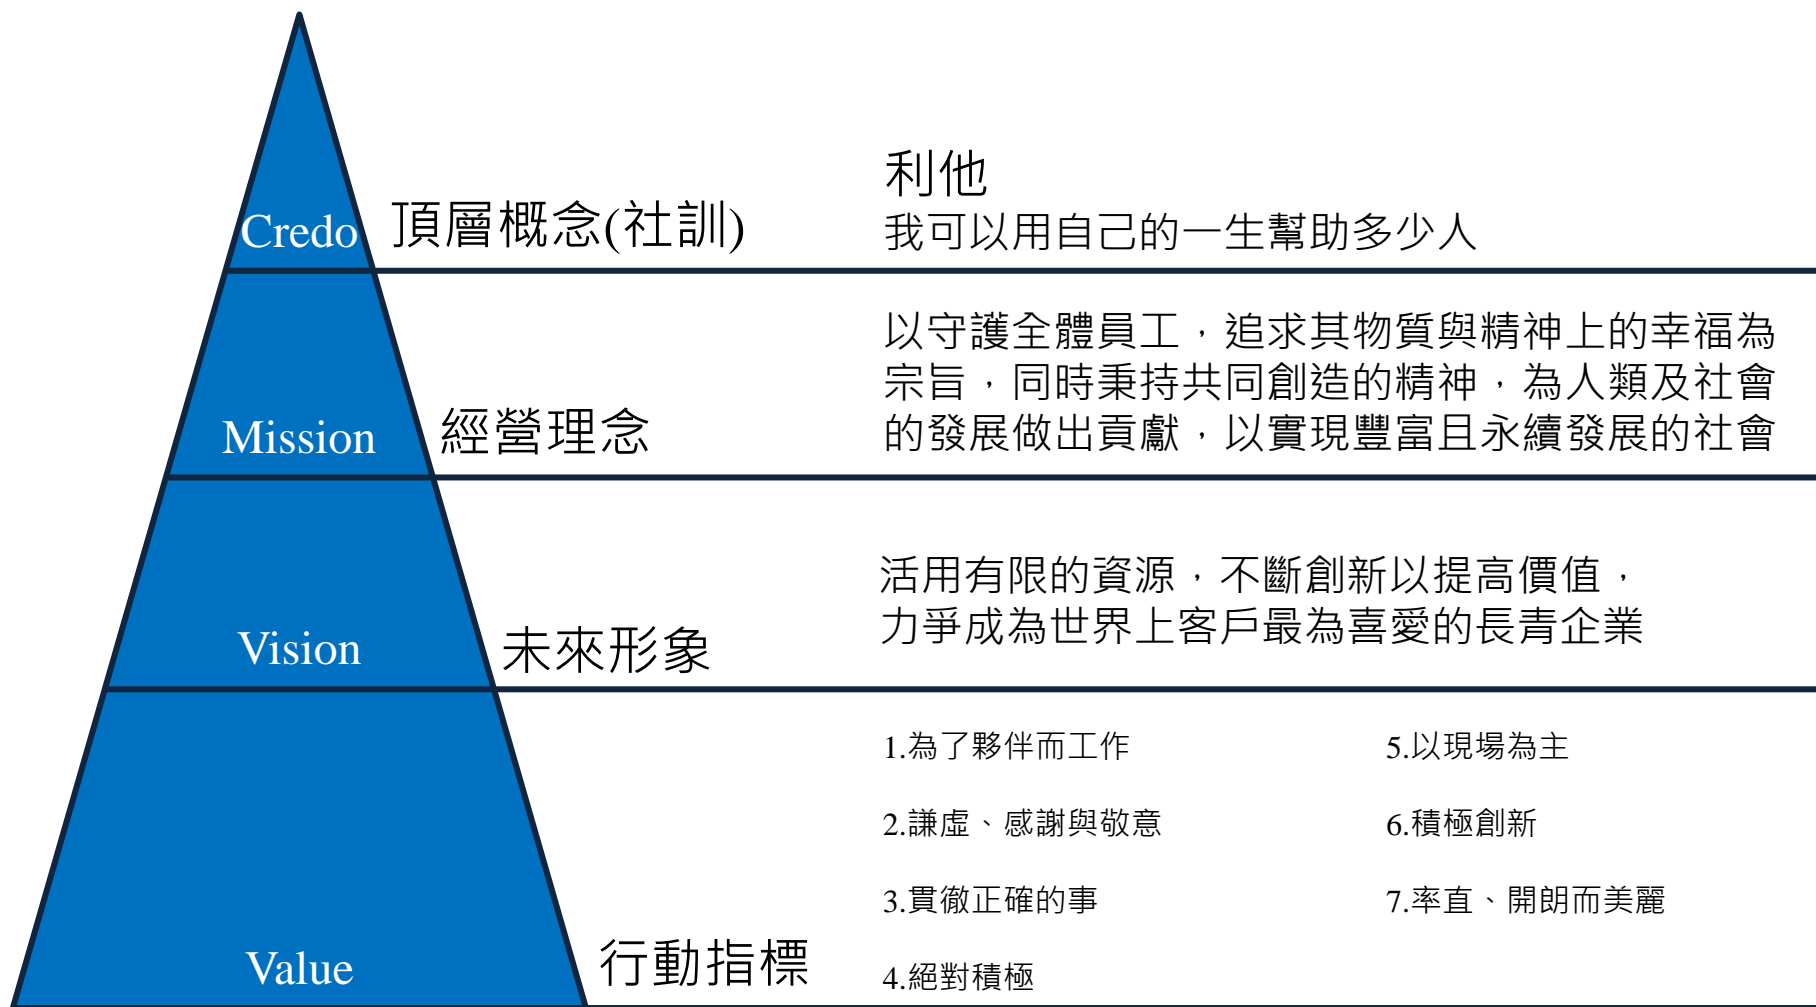 Credo
頂層概念(社訓)
利他
我可以用自己的一生幫助多少人
Mission
經營理念
以守護全體員工，追求其物質與精神上的幸福為
宗旨，同時秉持共同創造的精神，為人類及社會
的發展做出貢獻，以實現豐富且永續發展的社會
Vision
未來形象
活用有限的資源，不斷創新以提高價值，
力爭成為世界上客戶最為喜愛的長青企業
Value
行動指標
1.為了夥伴而工作
2.謙虛、感謝與敬意
3.貫徹正確的事
4.絕對積極
5.以現場為主
6.積極創新
7.率直、開朗而美麗